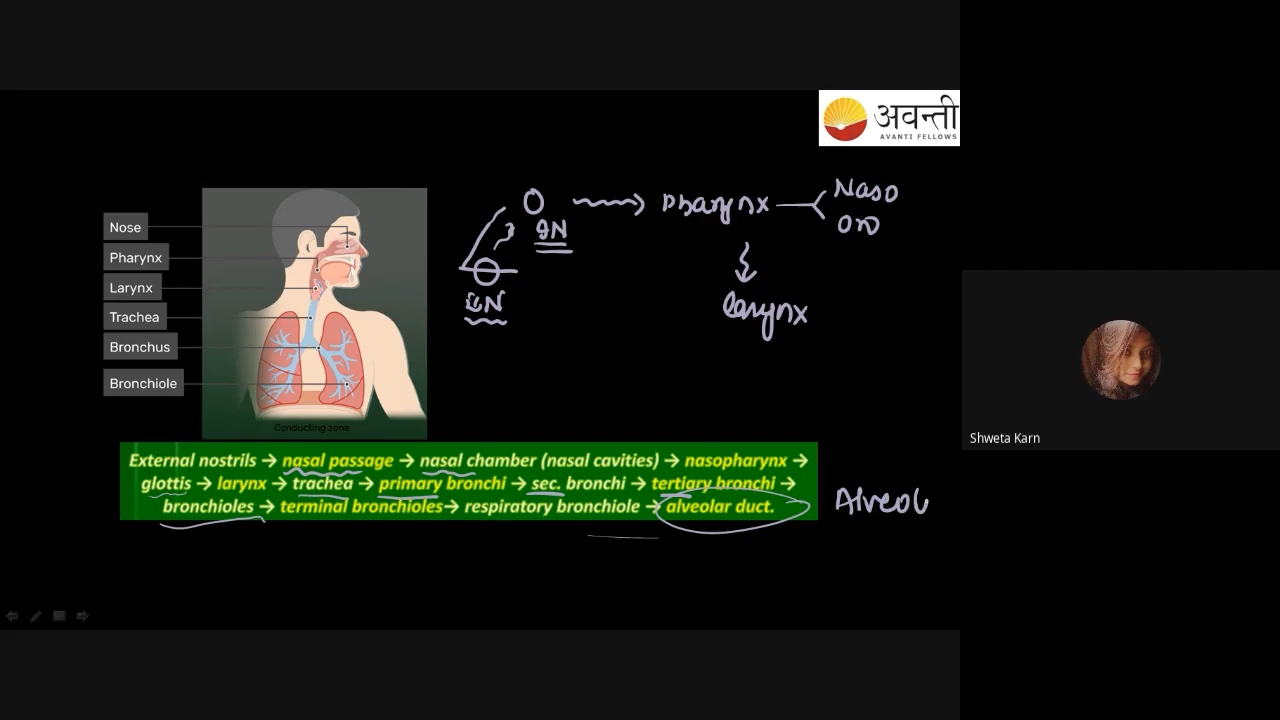 अवन्ती
AVANTI FELLOWS
Nose
Pharynx
Larynx
Trachea
Bronchus
Bronchiole
Conducting zone
IN
EN
Pharynx
Naso
Oro
larynx
External nostrils → nasal passage → nasal chamber (nasal cavities) → nasopharynx →
glottis → larynx → trachea → primary bronchi → sec. bronchi → tertiary bronchi →
bronchioles → terminal bronchioles→ respiratory bronchiole → alveolar duct.
Alveol
Shweta Karn